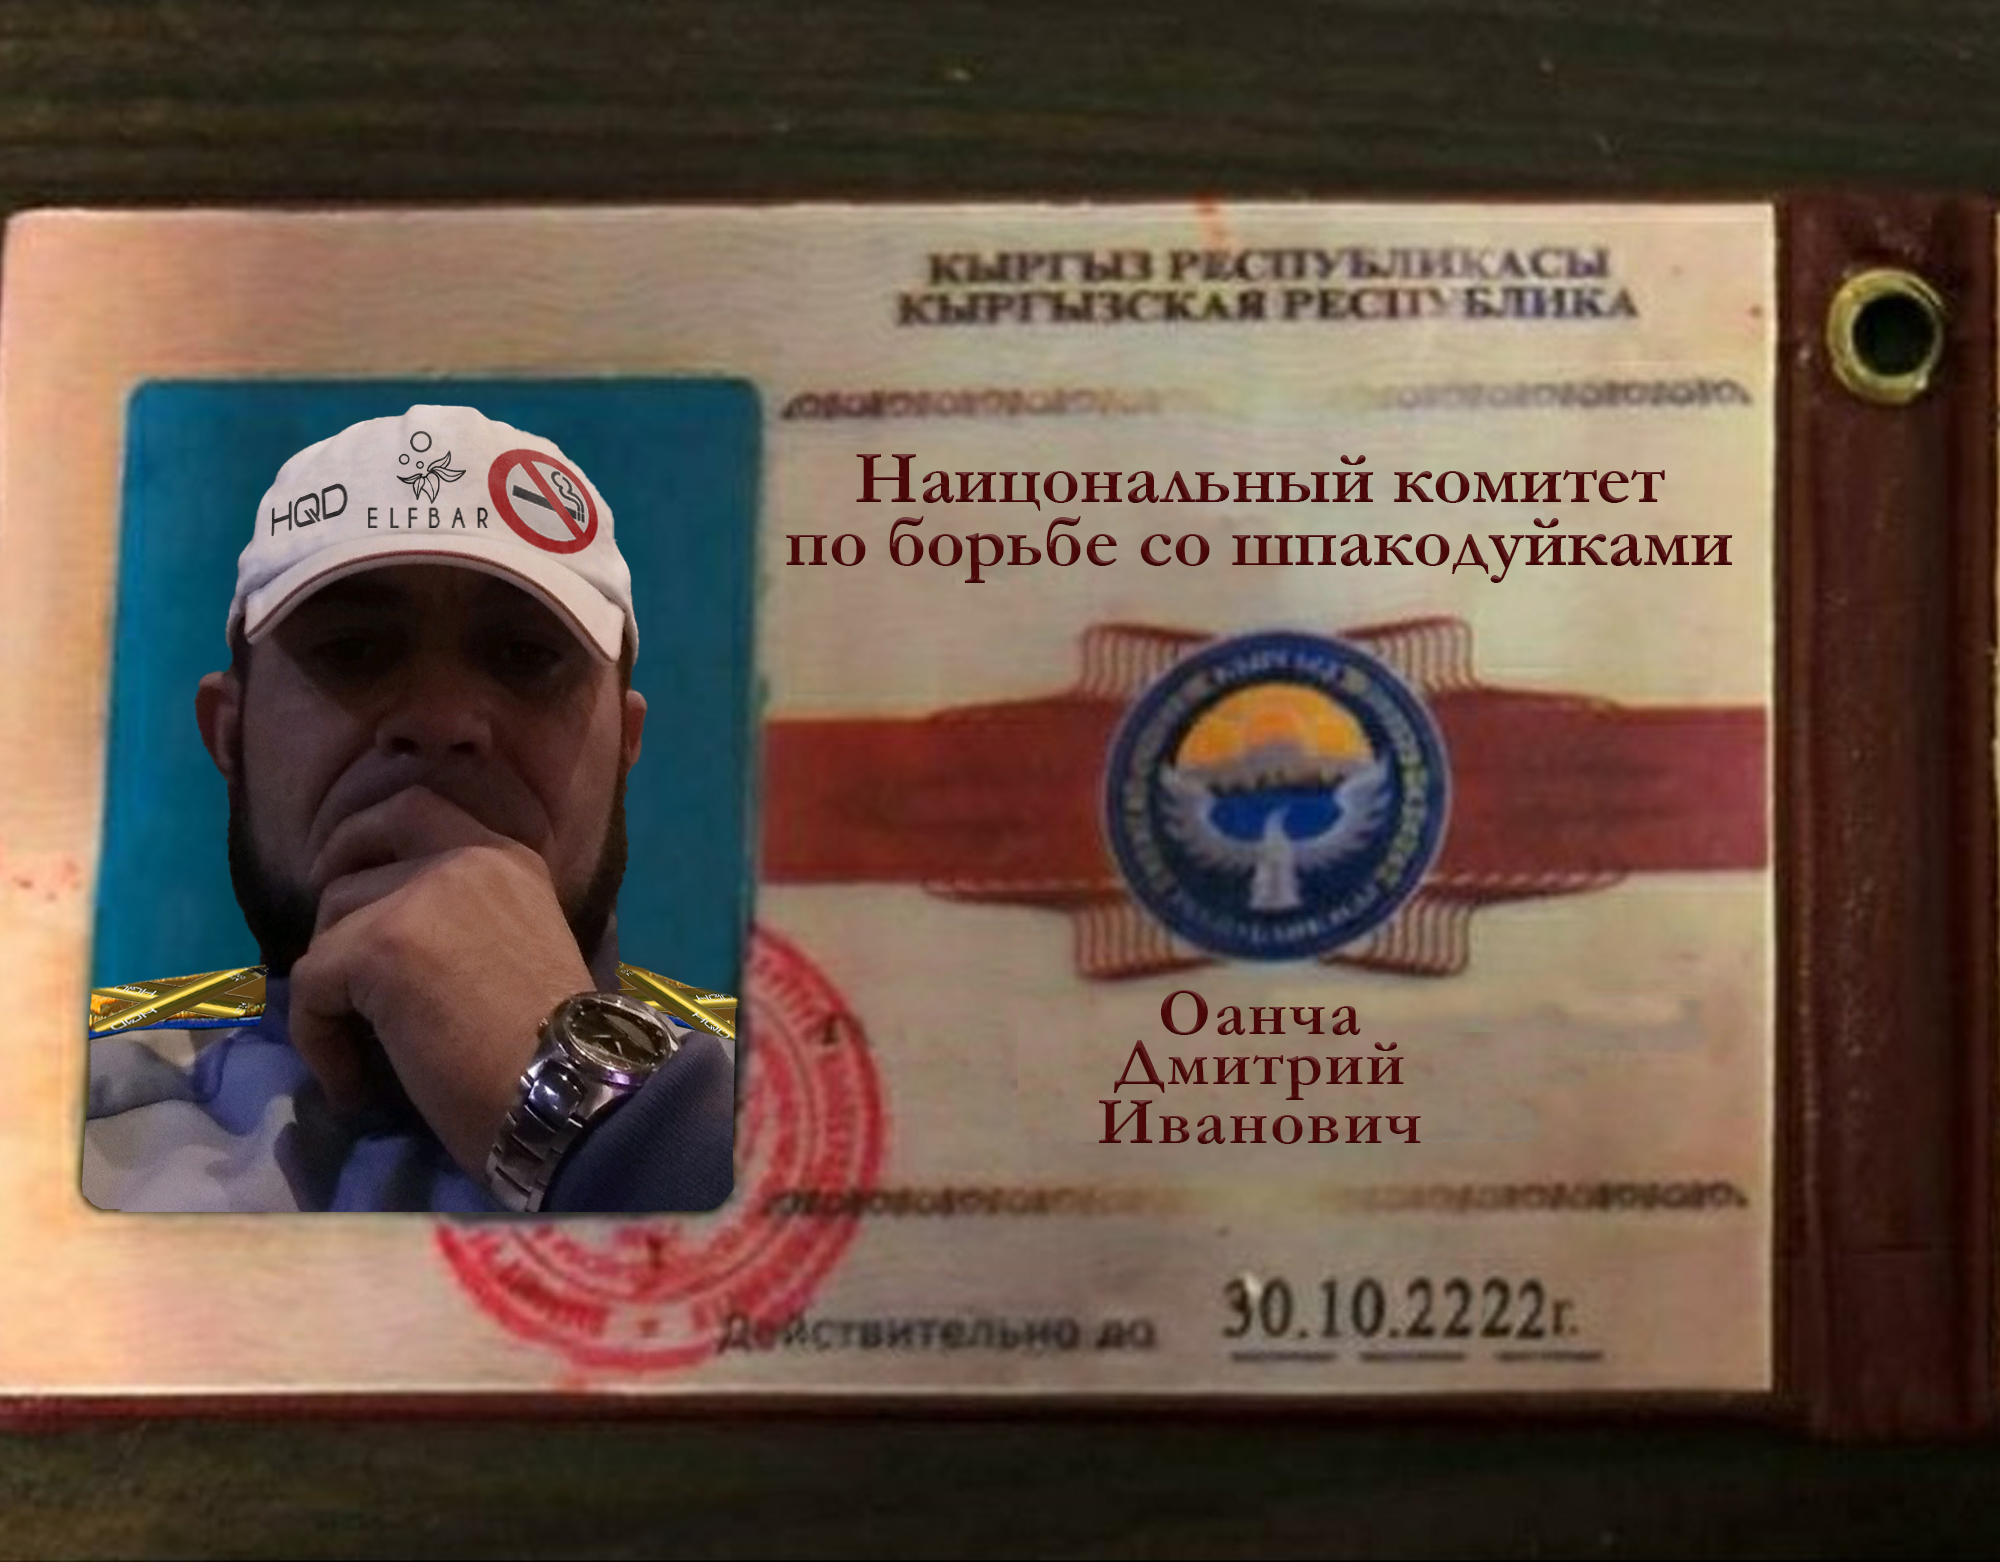 КЫРГЫЗ РЕСПУБЛИКАСЫ
КЫРГЫЗСКАЯ РЕСПУБЛИКА
HQD
ELFBAR
Наицональный комитет
по борьбе со шпакодуйками
Оанча
Дмитрий
Иванович
Действительно до 30.10.2222г.